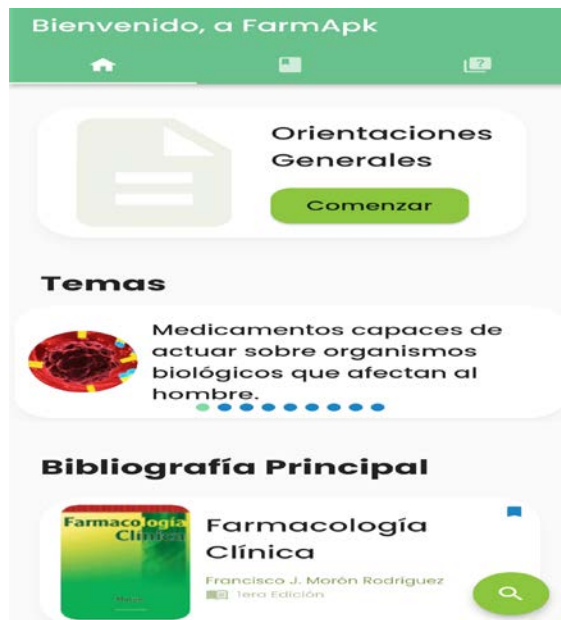 Bienvenido, a FarmApk
Orientaciones
Generales
Comenzar
Temas
Medicamentos capaces de
actuar sobre organismos
biológicos que afectan al
hombre.
Bibliografía Principal
Farmacología
Clínica
Farmacología
Clínica
Francisco J. Morón Rodriguez
1era Edición